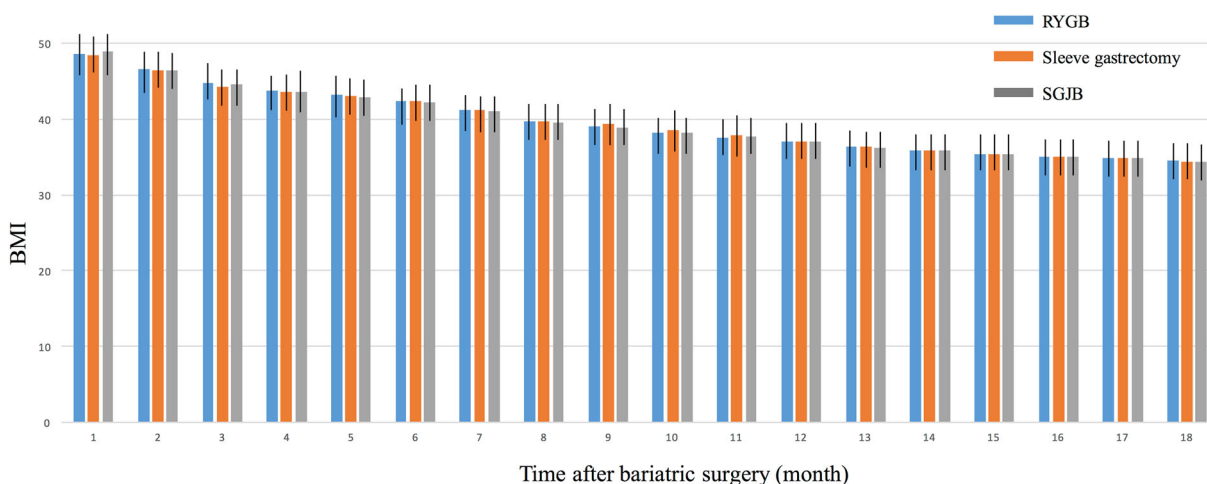 RYGB
Sleeve gastrectomy
SGJB
50
40
30
20
10
0
BMI
1 2 3 4 5 6 7 8 9 10 11 12 13 14 15 16 17 18
Time after bariatric surgery (month)